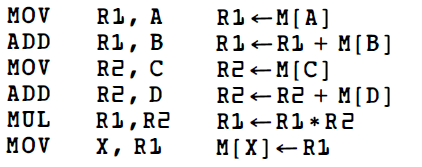 MOV R1, A R1←M[A]
ADD R1, B R1←R1 + M[B]
MOV R2, C R2←M[C]
ADD R2, D R2←R2 + M[D]
MUL R1,R2 R1←R1*R2
MOV X, R1 M[X]←R1